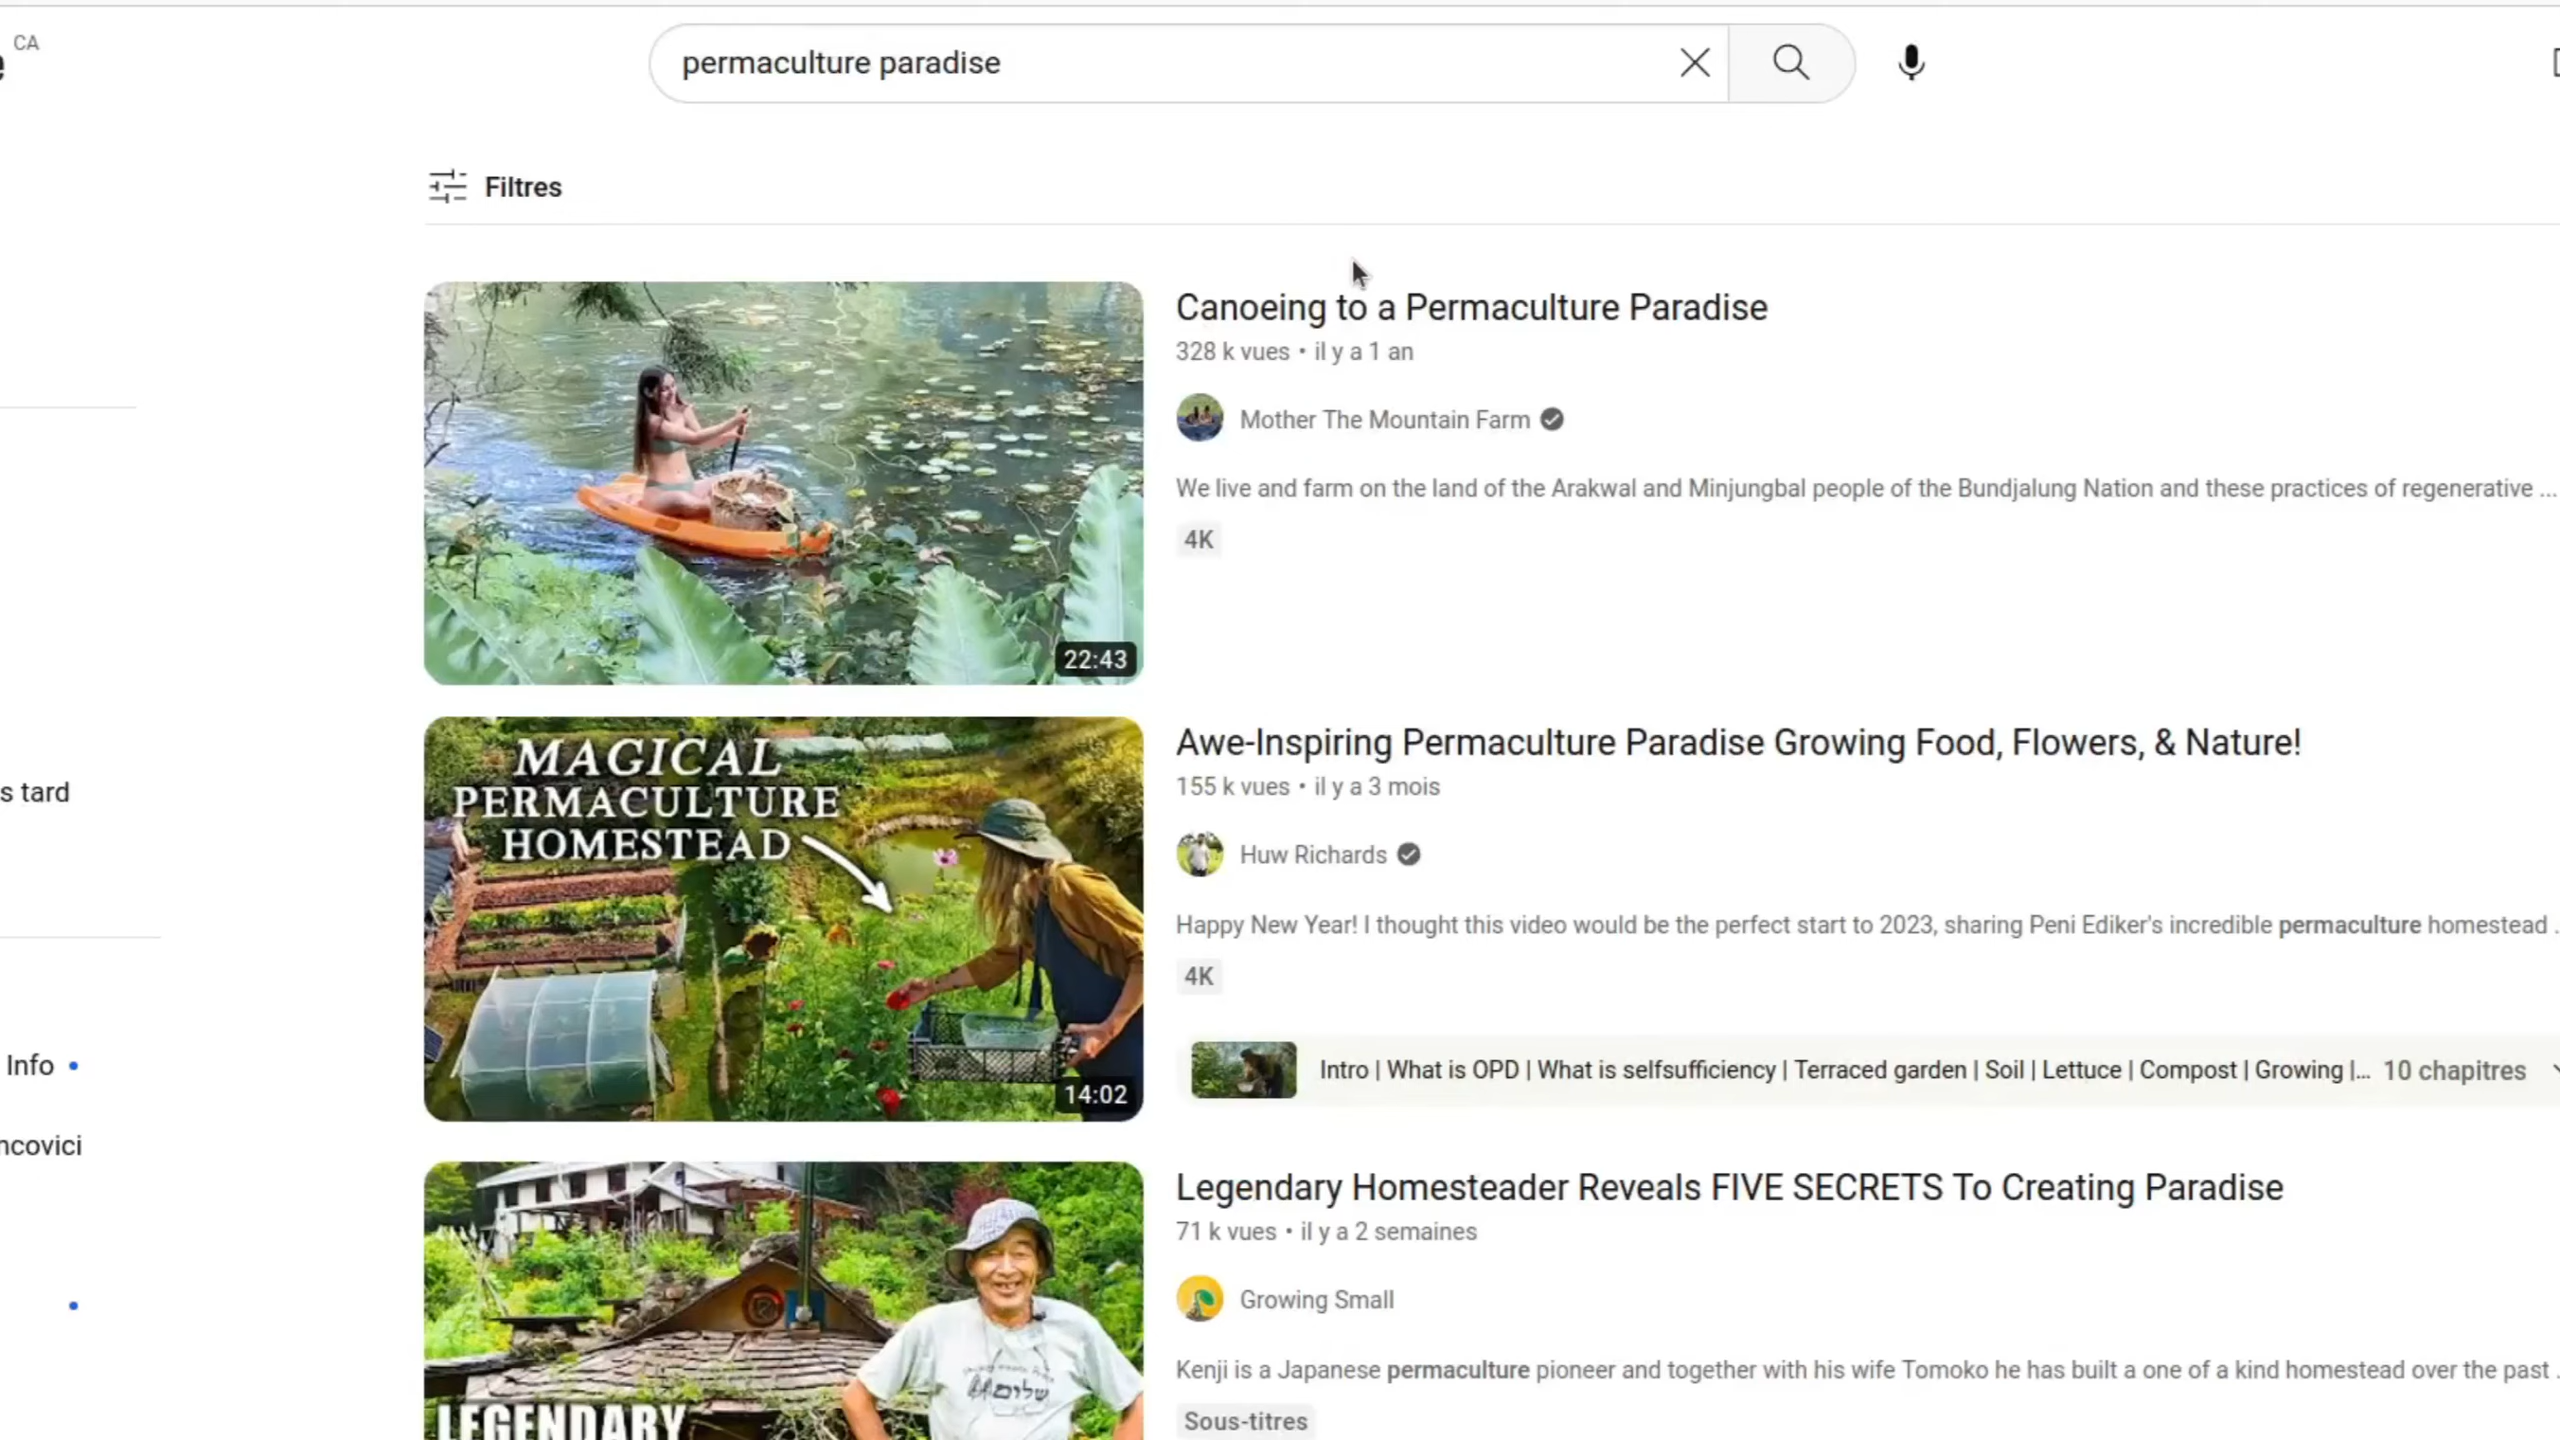 CA
permaculture paradise
Filtres
Canoeing to a Permaculture Paradise
328 k vues • il y a 1 an
Mother The Mountain Farm
We live and farm on the land of the Arakwal and Minjungbal people of the Bundjalung Nation and these practices of regenerative ...
4K
22:43
MAGICAL
PERMACULTURE
HOMESTEAD
14:02
Awe-Inspiring Permaculture Paradise Growing Food, Flowers, & Nature!
155 k vues • il y a 3 mois
Huw Richards
Happy New Year! I thought this video would be the perfect start to 2023, sharing Peni Ediker's incredible permaculture homestead .
4K
Intro | What is OPD | What is selfsufficiency | Terraced garden | Soil | Lettuce | Compost | Growing |... 10 chapitres
s tard
Info
ncovici
LEGENDARY
Legendary Homesteader Reveals FIVE SECRETS To Creating Paradise
71 k vues • il y a 2 semaines
Growing Small
Kenji is a Japanese permaculture pioneer and together with his wife Tomoko he has built a one of a kind homestead over the past .
Sous-titres